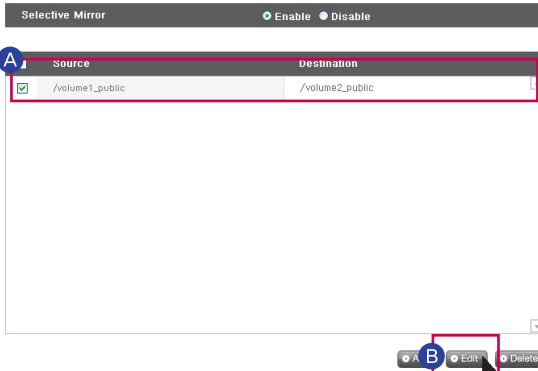 Selective Mirror Enable Disable
A
Source Destination
/volume1_public /volume2_public
B Edit Delete